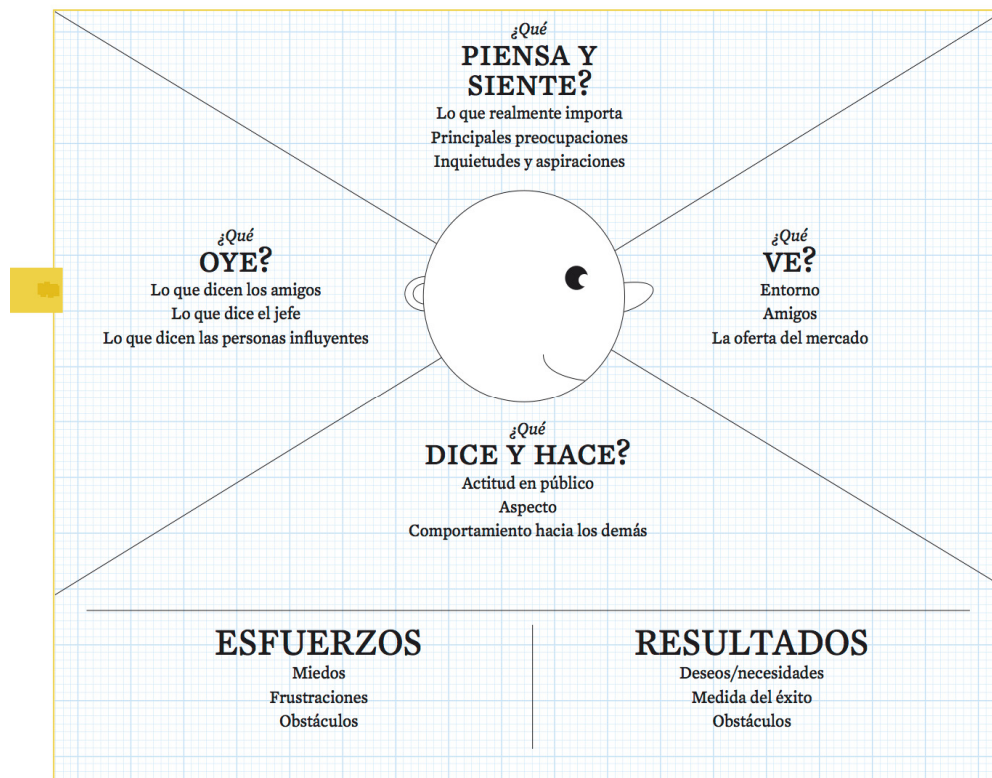 ¿Qué
PIENSA Y
SIENTE?
Lo que realmente importa
Principales preocupaciones
Inquietudes y aspiraciones
¿Qué
OYE?
Lo que dicen los amigos
Lo que dice el jefe
Lo que dicen las personas influyentes
¿Qué
VE?
Entorno
Amigos
La oferta del mercado
¿Qué
DICE Y HACE?
Actitud en público
Aspecto
Comportamiento hacia los demás
ESFUERZOS
Miedos
Frustraciones
Obstáculos
RESULTADOS
Deseos/necesidades
Medida del éxito
Obstáculos